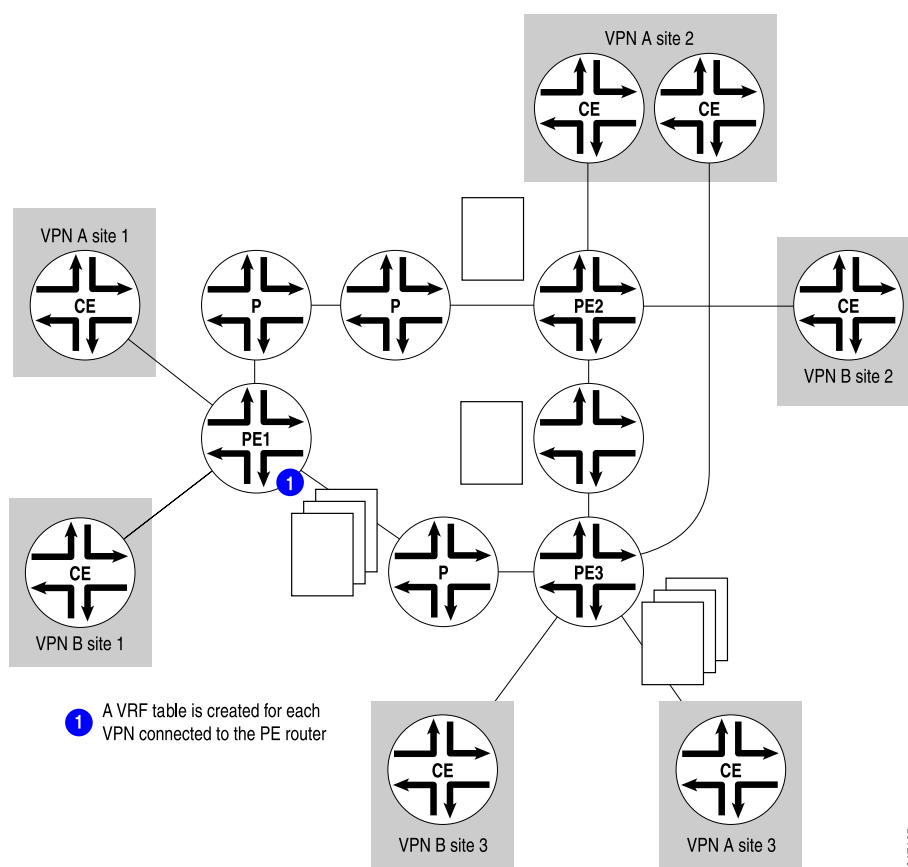 VPN A site 2
CE
CE
VPN A site 1
CE
P
P
PE2
CE
VPN B site 2
PE1
1
CE
P
PE3
VPN B site 1
1 A VRF table is created for each
VPN connected to the PE router
CE
CE
VPN B site 3
VPN A site 3